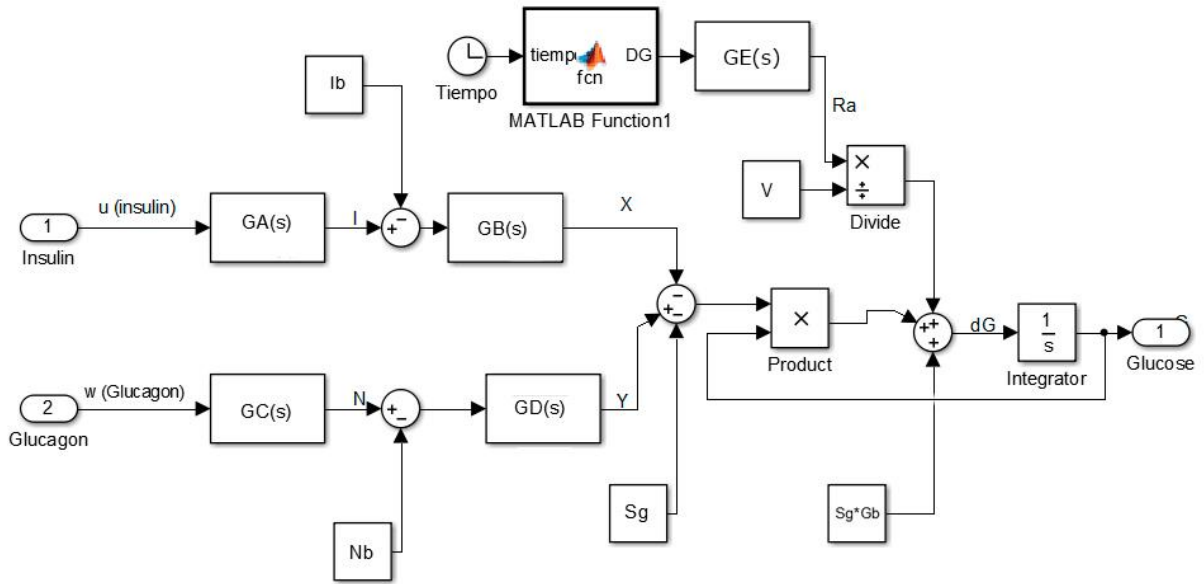 tiempo
fcn
DG
MATLAB Function1
Tiempo
GE(s)
Ra
Ib
V
×
÷
Divide
u (insulin)
1
Insulin
GA(s)
I
+ −
GB(s)
X
− + −
×
Product
+ + +
dG
1
s
Integrator
1
Glucose
w (Glucagon)
2
Glucagon
GC(s)
N
+ −
GD(s)
Y
Nb
Sg
Sg*Gb